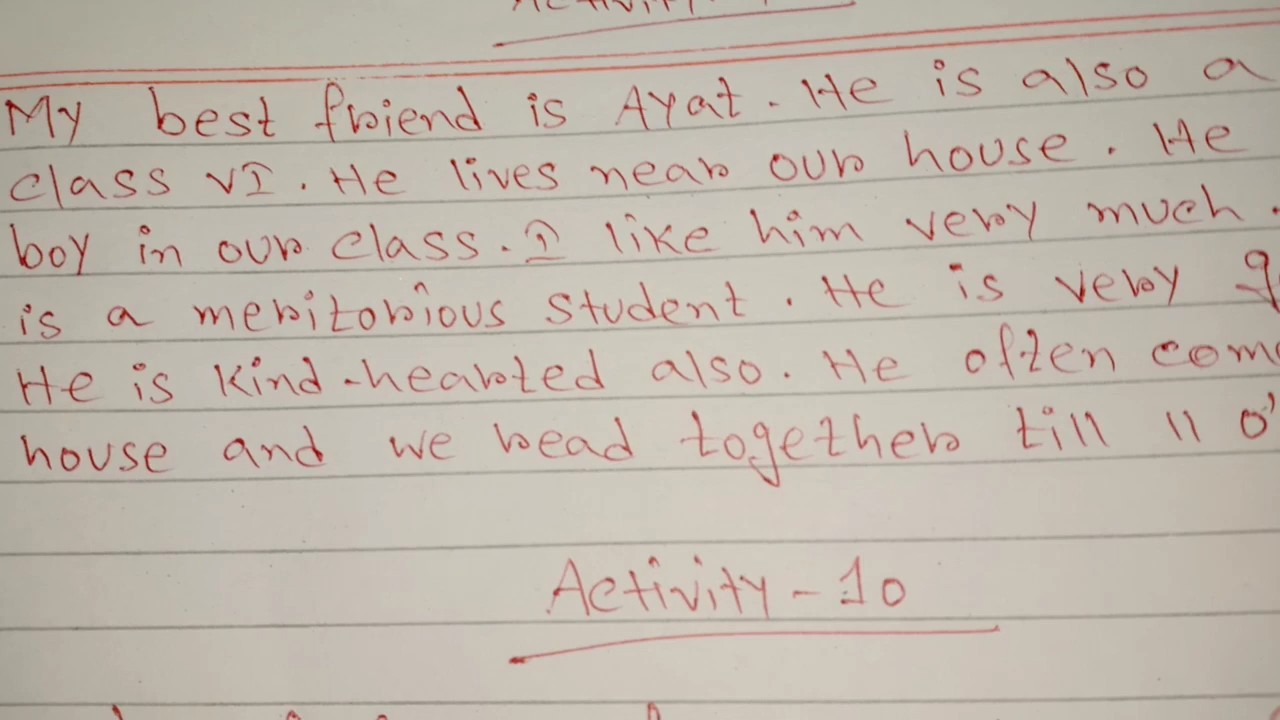 My best friend is Ayat. He is also a
class VI. He lives near our house. He
boy in our class. I like him very much.
is a meritorious student. He is very
He is kind-hearted also. He often
house and we read together till 11
Activity - 10